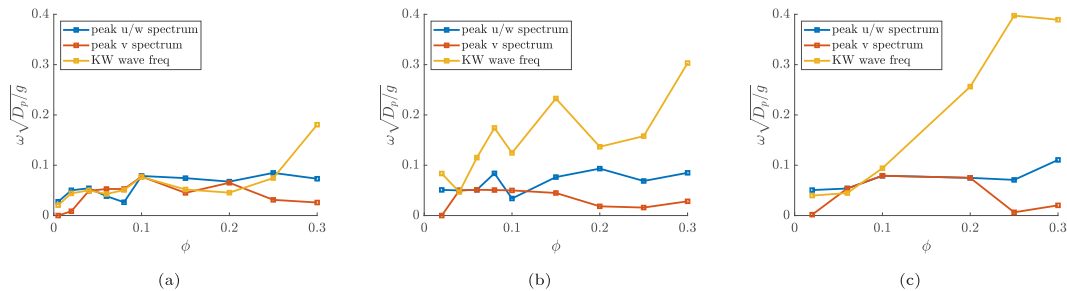 0.4
0.3
0.2
0.1
0
ω√D_p/g
peak u/w spectrum
peak v spectrum
KW wave freq
0 0.1 0.2 0.3
ϕ
(a)
0.4
0.3
0.2
0.1
0
ω√D_p/g
peak u/w spectrum
peak v spectrum
KW wave freq
0 0.1 0.2 0.3
ϕ
(b)
0.4
0.3
0.2
0.1
0
ω√D_p/g
peak u/w spectrum
peak v spectrum
KW wave freq
0 0.1 0.2 0.3
ϕ
(c)